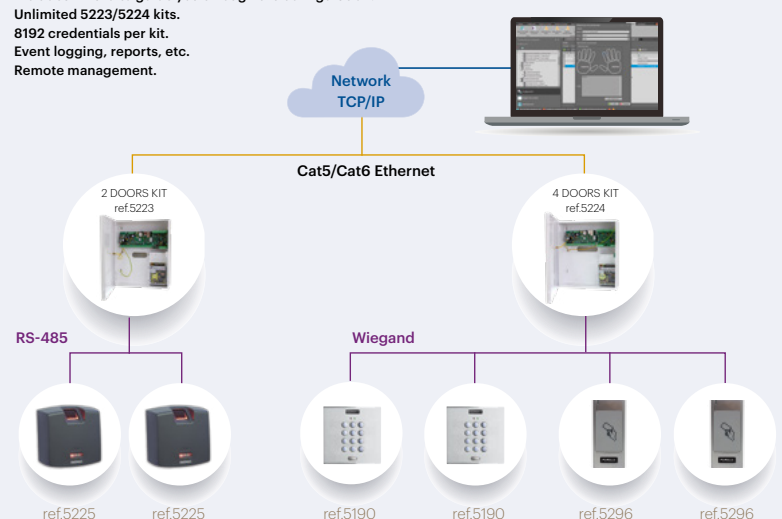 Unlimited 5223/5224 kits.
8192 credentials per kit.
Event logging, reports, etc.
Remote management.
Network
TCP/IP
Cat5/Cat6 Ethernet
2 DOORS KIT
ref.5223
4 DOORS KIT
ref.5224
RS-485
Wiegand
ref.5225
ref.5225
ref.5190
ref.5190
ref.5296
ref.5296